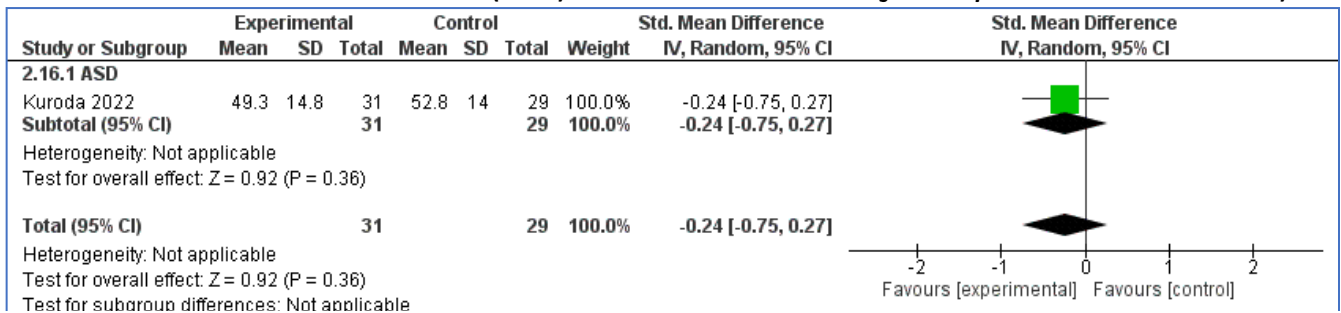 Experimental Control Std. Mean Difference Std. Mean Difference
Study or Subgroup Mean SD Total Mean SD Total Weight IV, Random, 95% CI IV, Random, 95% CI
2.16.1 ASD
Kuroda 2022 49.3 14.8 31 52.8 14 29 100.0% -0.24 [-0.75, 0.27]
Subtotal (95% CI) 31 29 100.0% -0.24 [-0.75, 0.27]
Heterogeneity: Not applicable
Test for overall effect: Z = 0.92 (P = 0.36)
Total (95% CI) 31 29 100.0% -0.24 [-0.75, 0.27]
Heterogeneity: Not applicable
Test for overall effect: Z = 0.92 (P = 0.36)
Test for subgroup differences: Not applicable
-2 -1 0 1 2
Favours [experimental] Favours [control]